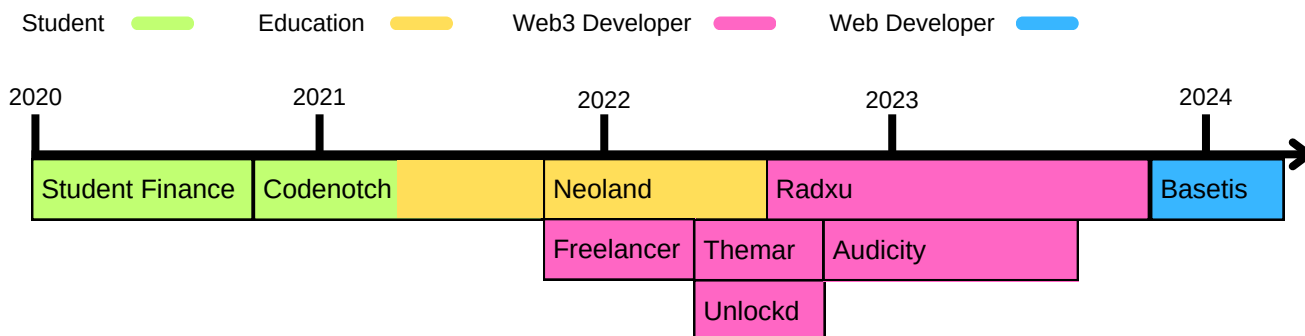 Student Education Web3 Developer Web Developer
2020 2021 2022 2023 2024
Student Finance Codenotch Neoland Radxu Basetis
Freelancer Themar Audicity
Unlockd